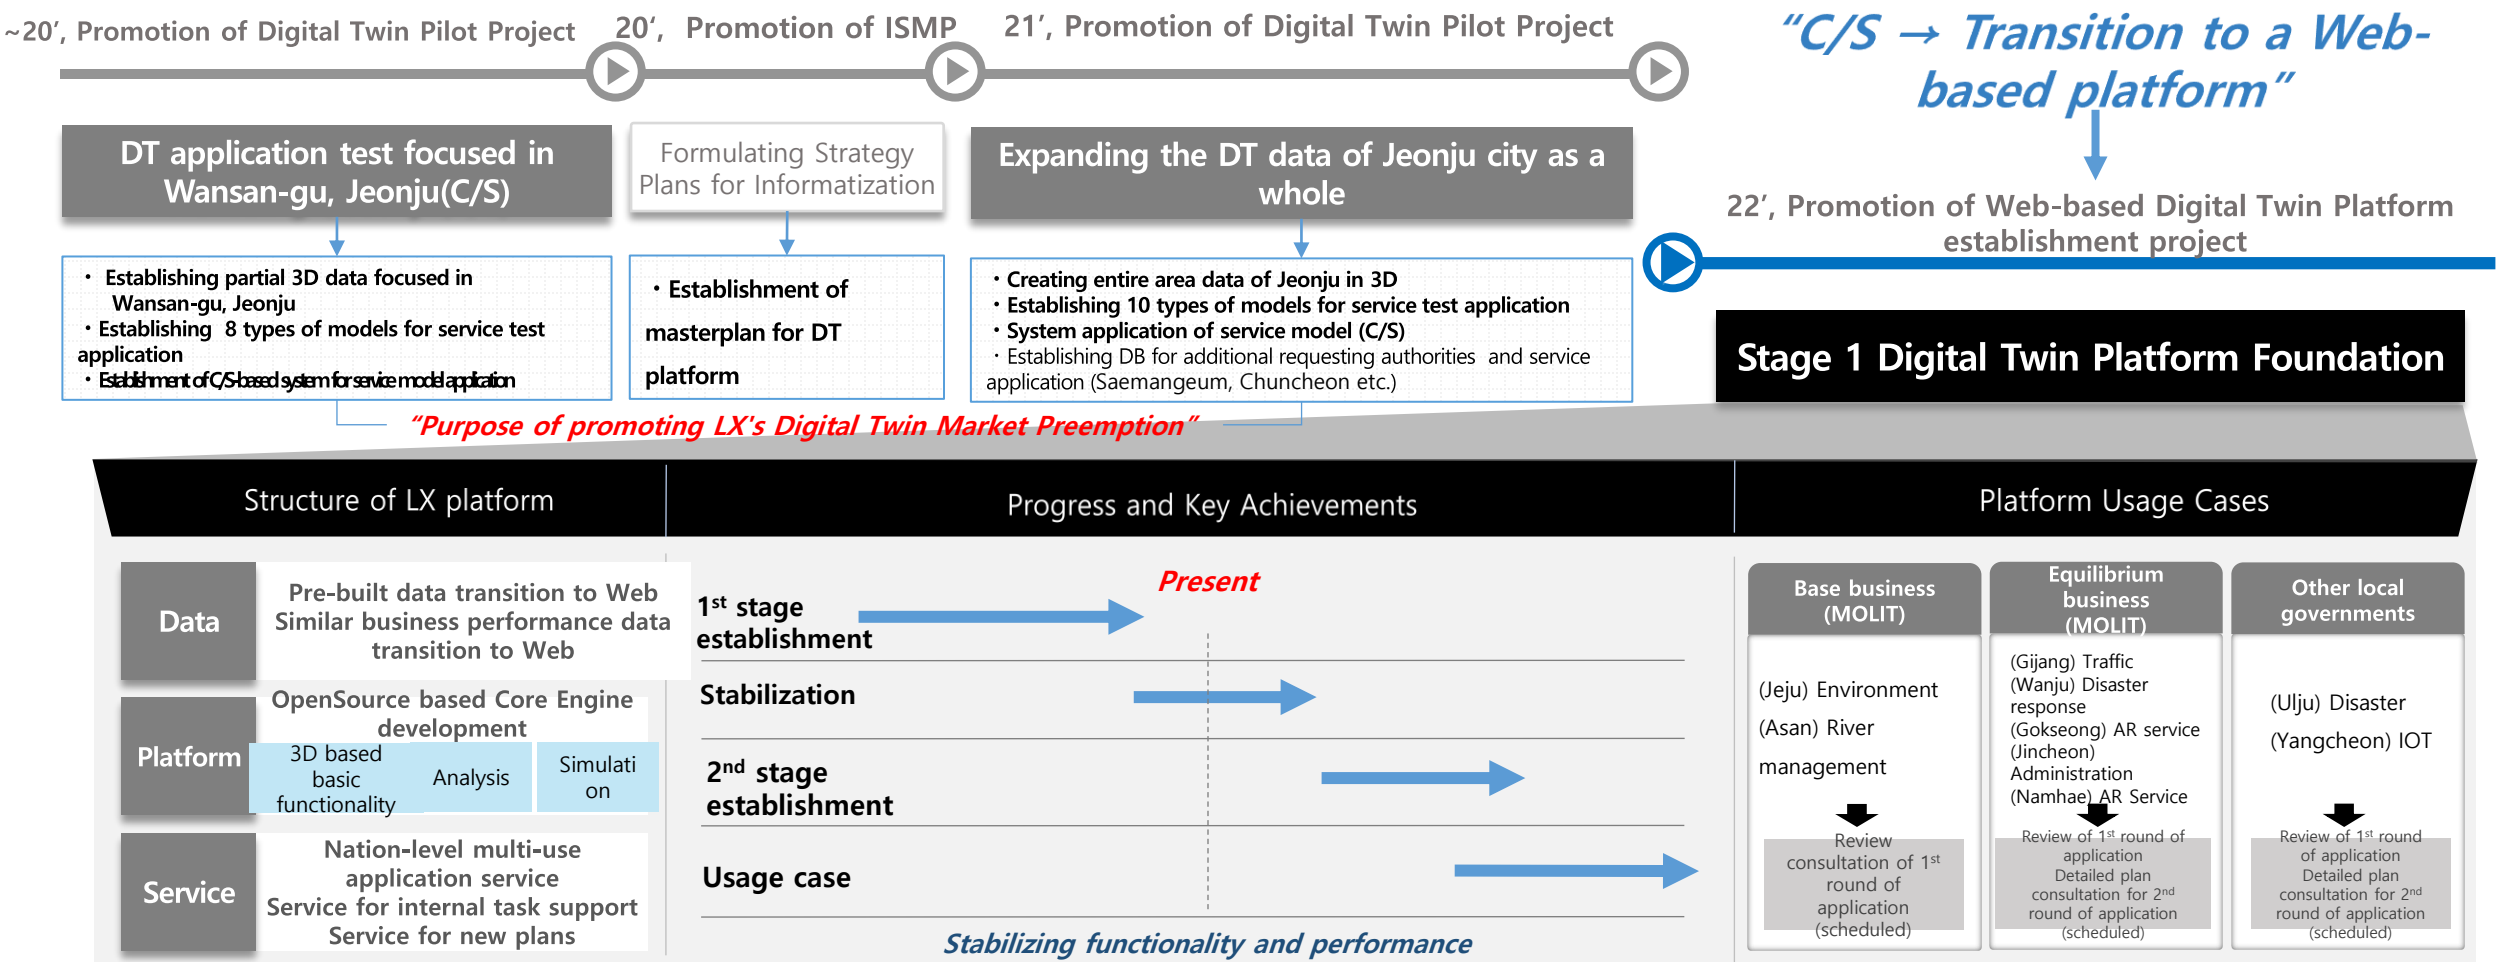 ~20’, Promotion of Digital Twin Pilot Project
20‘, Promotion of ISMP
21’, Promotion of Digital Twin Pilot Project
“C/S → Transition to a Web-
based platform”
DT application test focused in
Wansan-gu, Jeonju(C/S)
Formulating Strategy
Plans for Informatization
Expanding the DT data of Jeonju city as a
whole
22’, Promotion of Web-based Digital Twin Platform
establishment project
· Establishing partial 3D data focused in
Wansan-gu, Jeonju
· Establishing 8 types of models for service test
application
· Establishment of C/S-based system for service model application
· Establishment of
masterplan for DT
platform
· Creating entire area data of Jeonju in 3D
· Establishing 10 types of models for service test application
· System application of service model (C/S)
· Establishing DB for additional requesting authorities and service
application (Saemangeum, Chuncheon etc.)
Stage 1 Digital Twin Platform Foundation
“Purpose of promoting LX's Digital Twin Market Preemption”
Structure of LX platform
Progress and Key Achievements
Platform Usage Cases
Data
Pre-built data transition to Web
Similar business performance data
transition to Web
Platform
OpenSource based Core Engine
development
3D based
basic
functionality
Analysis
Simulati
on
Service
Nation-level multi-use
application service
Service for internal task support
Service for new plans
Present
1st stage
establishment
Stabilization
2nd stage
establishment
Usage case
Stabilizing functionality and performance
Base business
(MOLIT)
(Jeju) Environment
(Asan) River
management
Review
consultation of 1st
round of
application
(scheduled)
Equilibrium
business
(MOLIT)
(Gijang) Traffic
(Wanju) Disaster
response
(Gokseong) AR service
(Jincheon)
Administration
(Namhae) AR Service
Review of 1st round of
application
Detailed plan
consultation for 2nd
round of application
(scheduled)
Other local
governments
(Ulju) Disaster
(Yangcheon) IOT
Review of 1st round
of application
Detailed plan
consultation for 2nd
round of application
(scheduled)